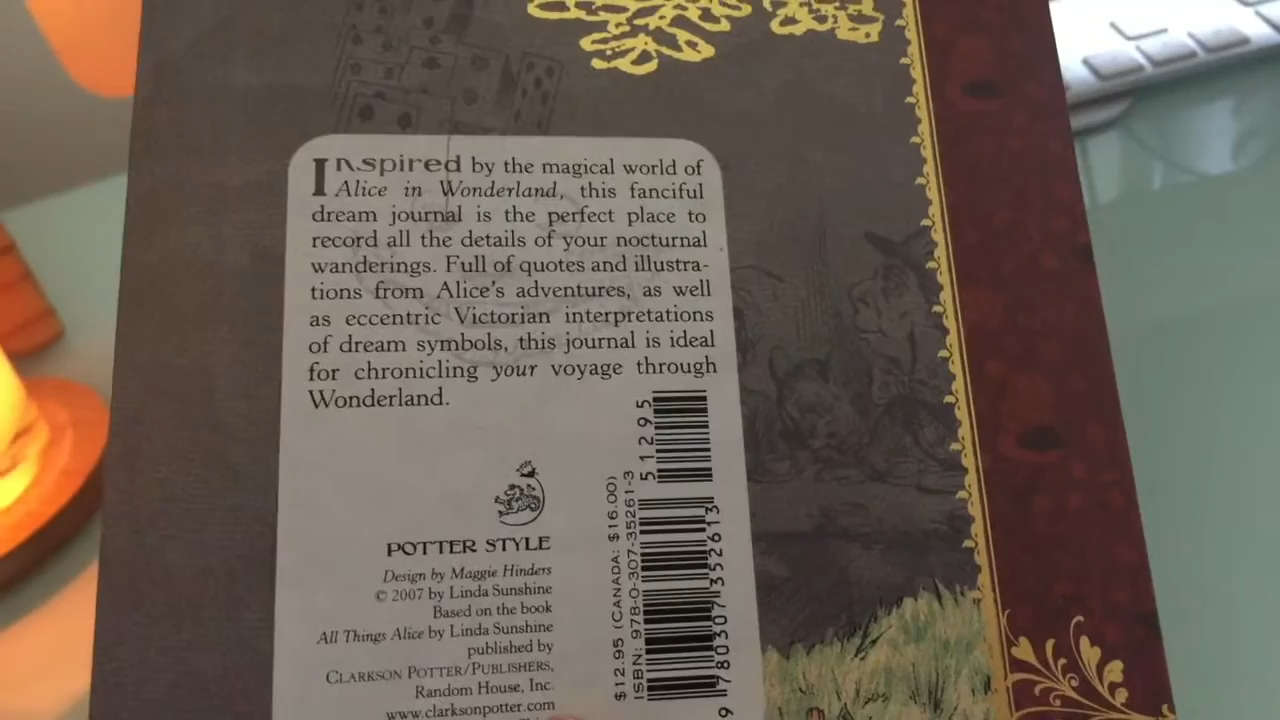 Inspired by the magical world of
Alice in Wonderland, this fanciful
dream journal is the perfect place to
record all the details of your nocturnal
wanderings. Full of quotes and illustra-
tions from Alice's adventures, as well
as eccentric Victorian interpretations
of dream symbols, this journal is ideal
for chronicling your voyage through
Wonderland.
POTTER STYLE
Design by Maggie Hinders
© 2007 by Linda Sunshine
Based on the book
All Things Alice by Linda Sunshine
published by
CLARKSON POTTER/PUBLISHERS,
Random House, Inc.
www.clarksonpotter.com
$12.95 (CANADA: $16.00)
ISBN: 978-0-307-35261-3
51295
9 780307 352613